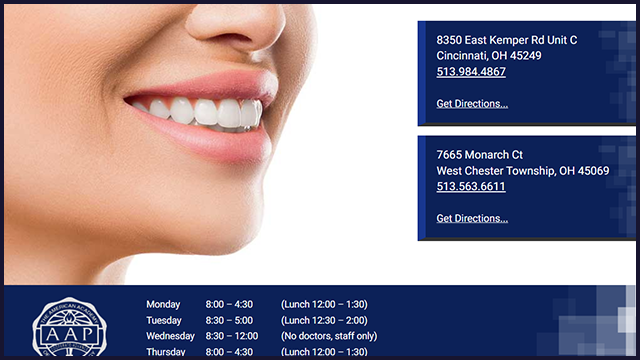 8350 East Kemper Rd Unit C
Cincinnati, OH 45249
513.984.4867
Get Directions...
7665 Monarch Ct
West Chester Township, OH 45069
513.563.6611
Get Directions...
Monday 8:00 – 4:30 (Lunch 12:00 – 1:30)
Tuesday 8:30 – 5:00 (Lunch 12:30 – 2:00)
Wednesday 8:30 – 12:00 (No doctors, staff only)
Thursday 8:00 – 4:30 (Lunch 12:00 – 1:30)
THE AMERICAN ACADEMY
AAP